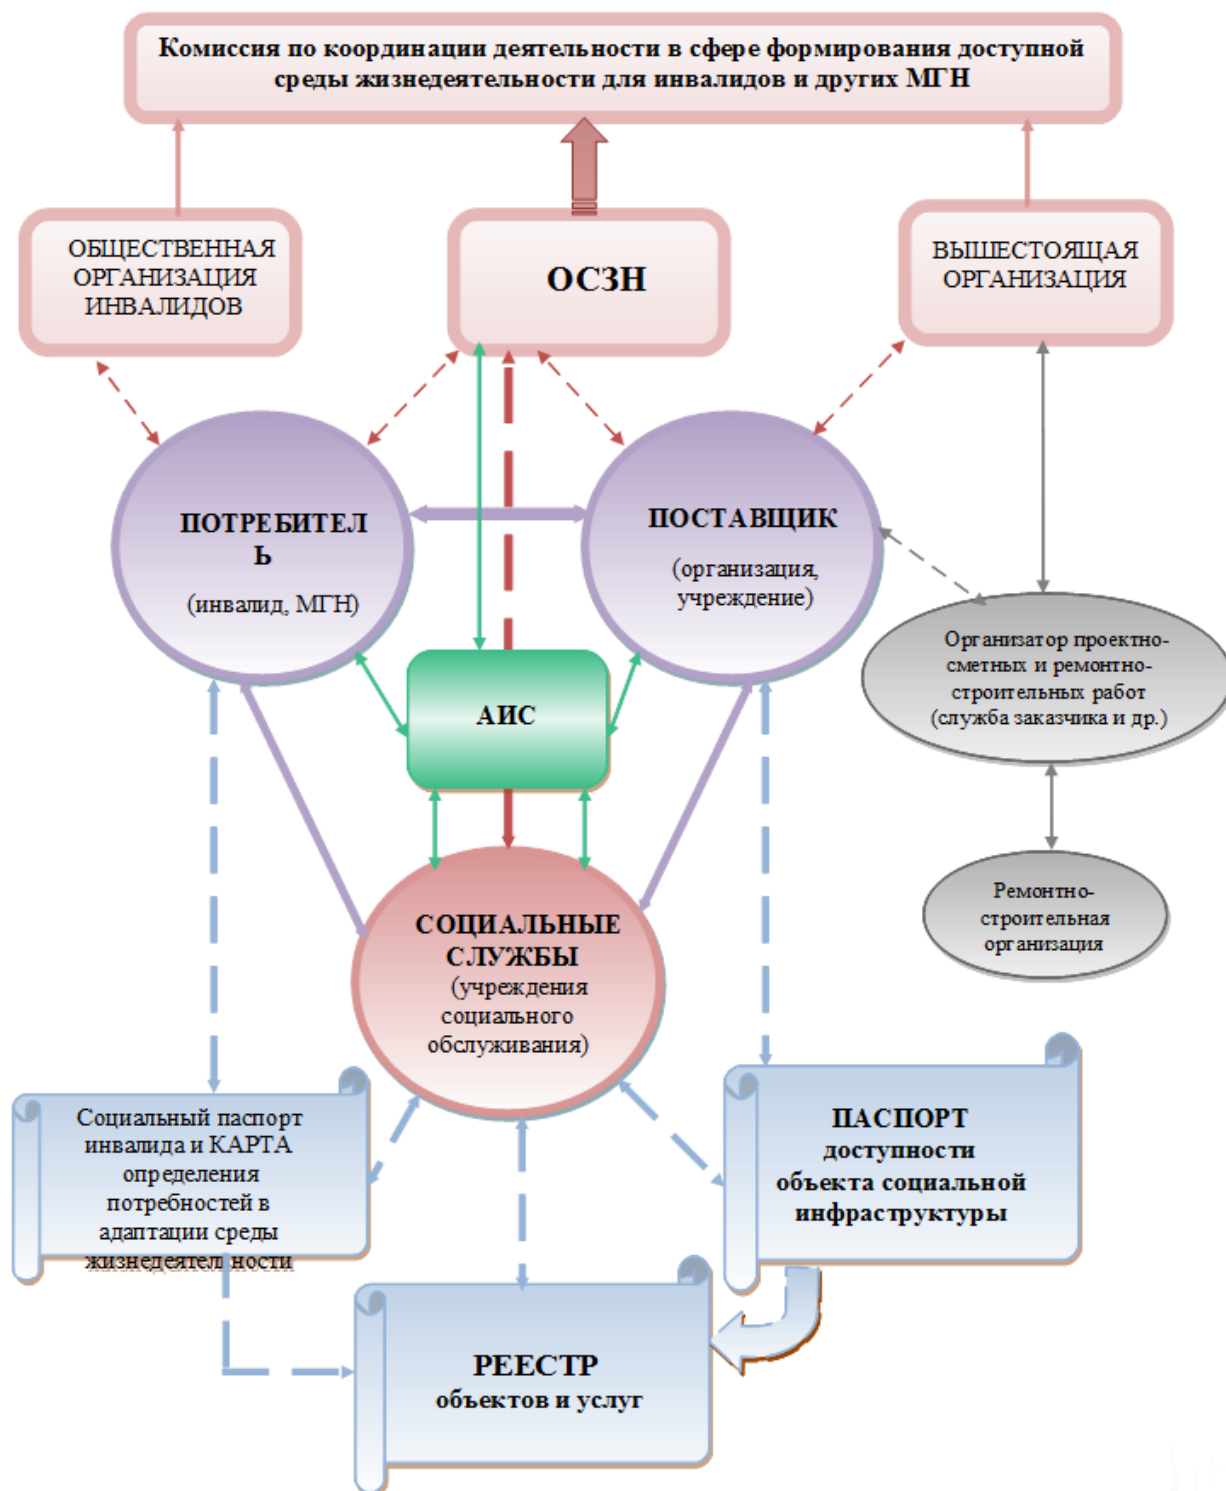 Комиссия по координации деятельности в сфере формирования доступной
среды жизнедеятельности для инвалидов и других МГН
ОБЩЕСТВЕННАЯ
ОРГАНИЗАЦИЯ
ИНВАЛИДОВ
ОСЗН
ВЫШЕСТОЯЩАЯ
ОРГАНИЗАЦИЯ
ПОТРЕБИТЕЛ
Ь
(инвалид, МГН)
ПОСТАВЩИК
(организация,
учреждение)
АИС
Организатор проектно-
сметных и ремонтно-
строительных работ
(служба заказчика и др.)
Ремонтно-
строительная
организация
СОЦИАЛЬНЫЕ
СЛУЖБЫ
(учреждения
социального
обслуживания)
Социальный паспорт
инвалида и КАРТА
определения
потребностей в
адаптации среды
жизнедеятельности
ПАСПОРТ
доступности
объекта социальной
инфраструктуры
РЕЕСТР
объектов и услуг